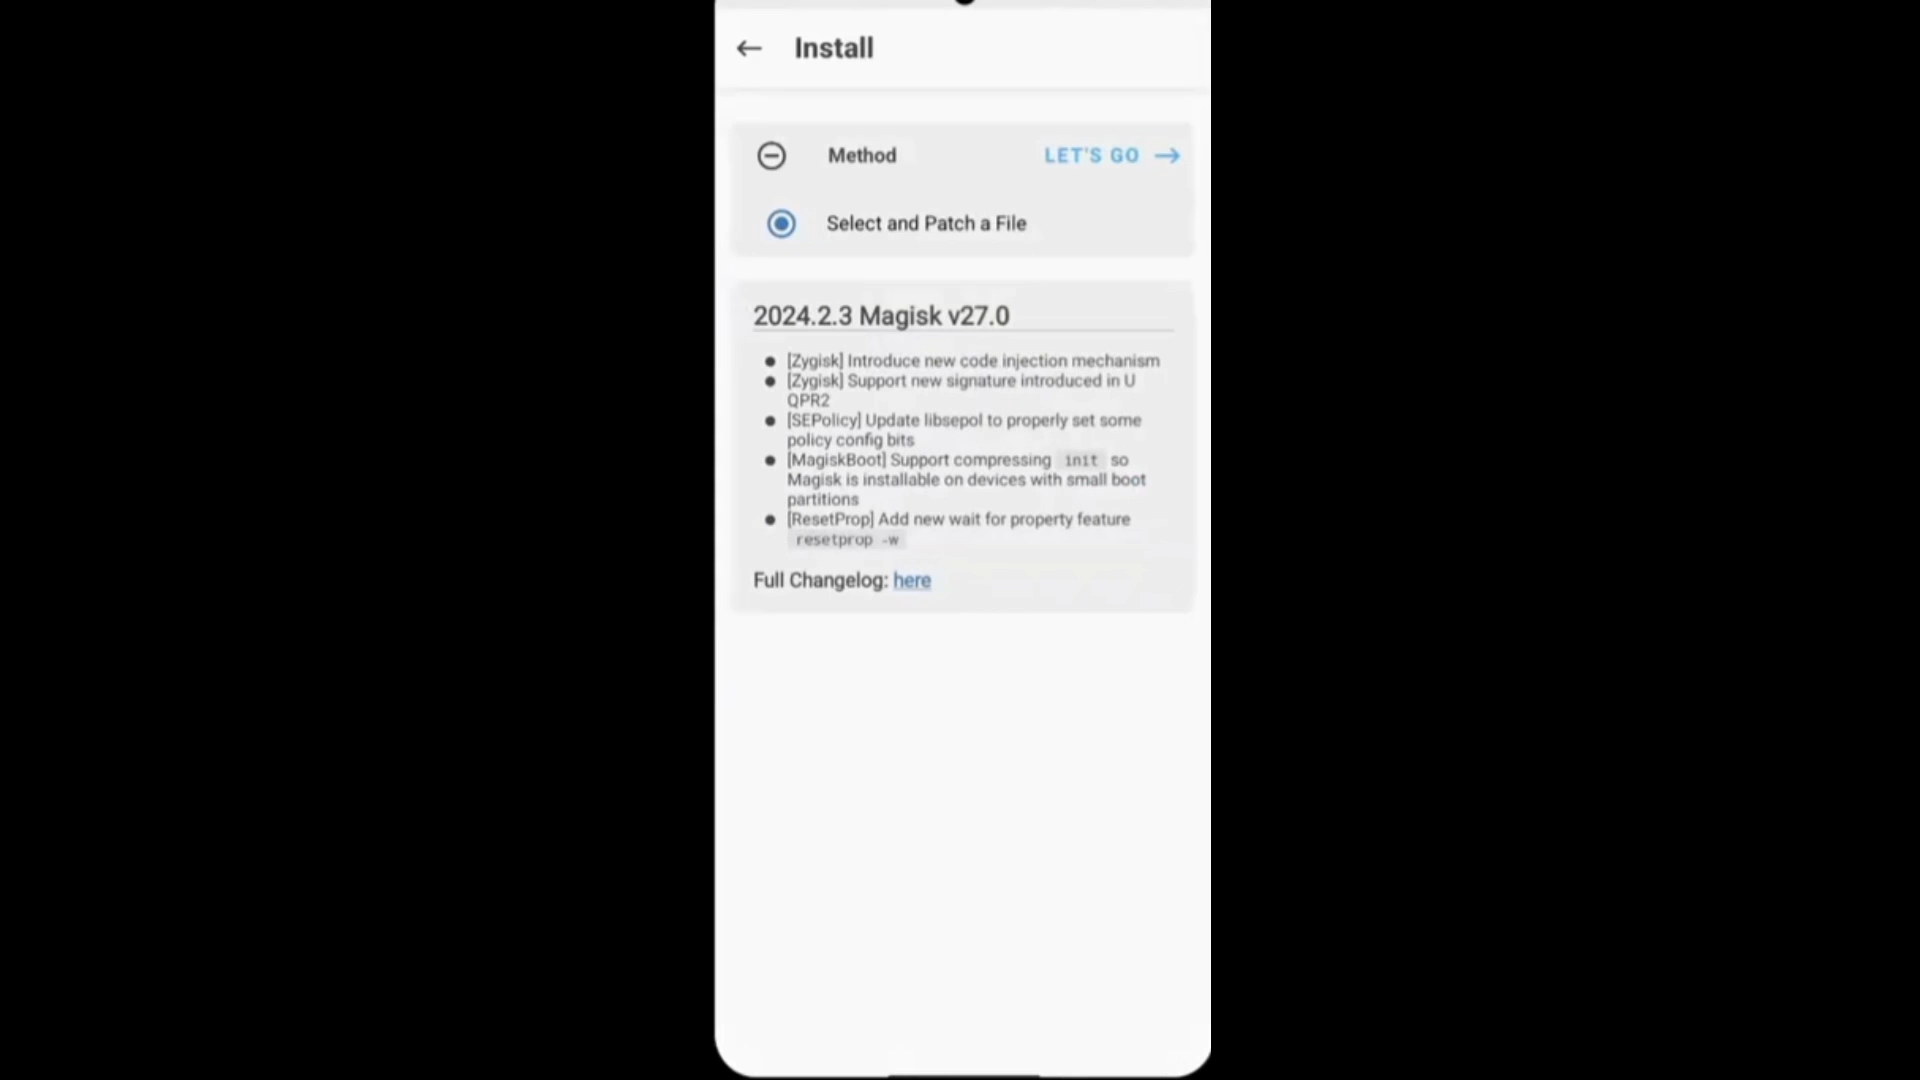 Install
Method
LET'S GO
Select and Patch a File
2024.2.3 Magisk v27.0
[Zygisk] Introduce new code injection mechanism
[Zygisk] Support new signature introduced in U
QPR2
[SEPolicy] Update libsepol to properly set some
policy config bits
[MagiskBoot] Support compressing init so
Magisk is installable on devices with small boot
partitions
[ResetProp] Add new wait for property feature
resetprop -w
Full Changelog: here